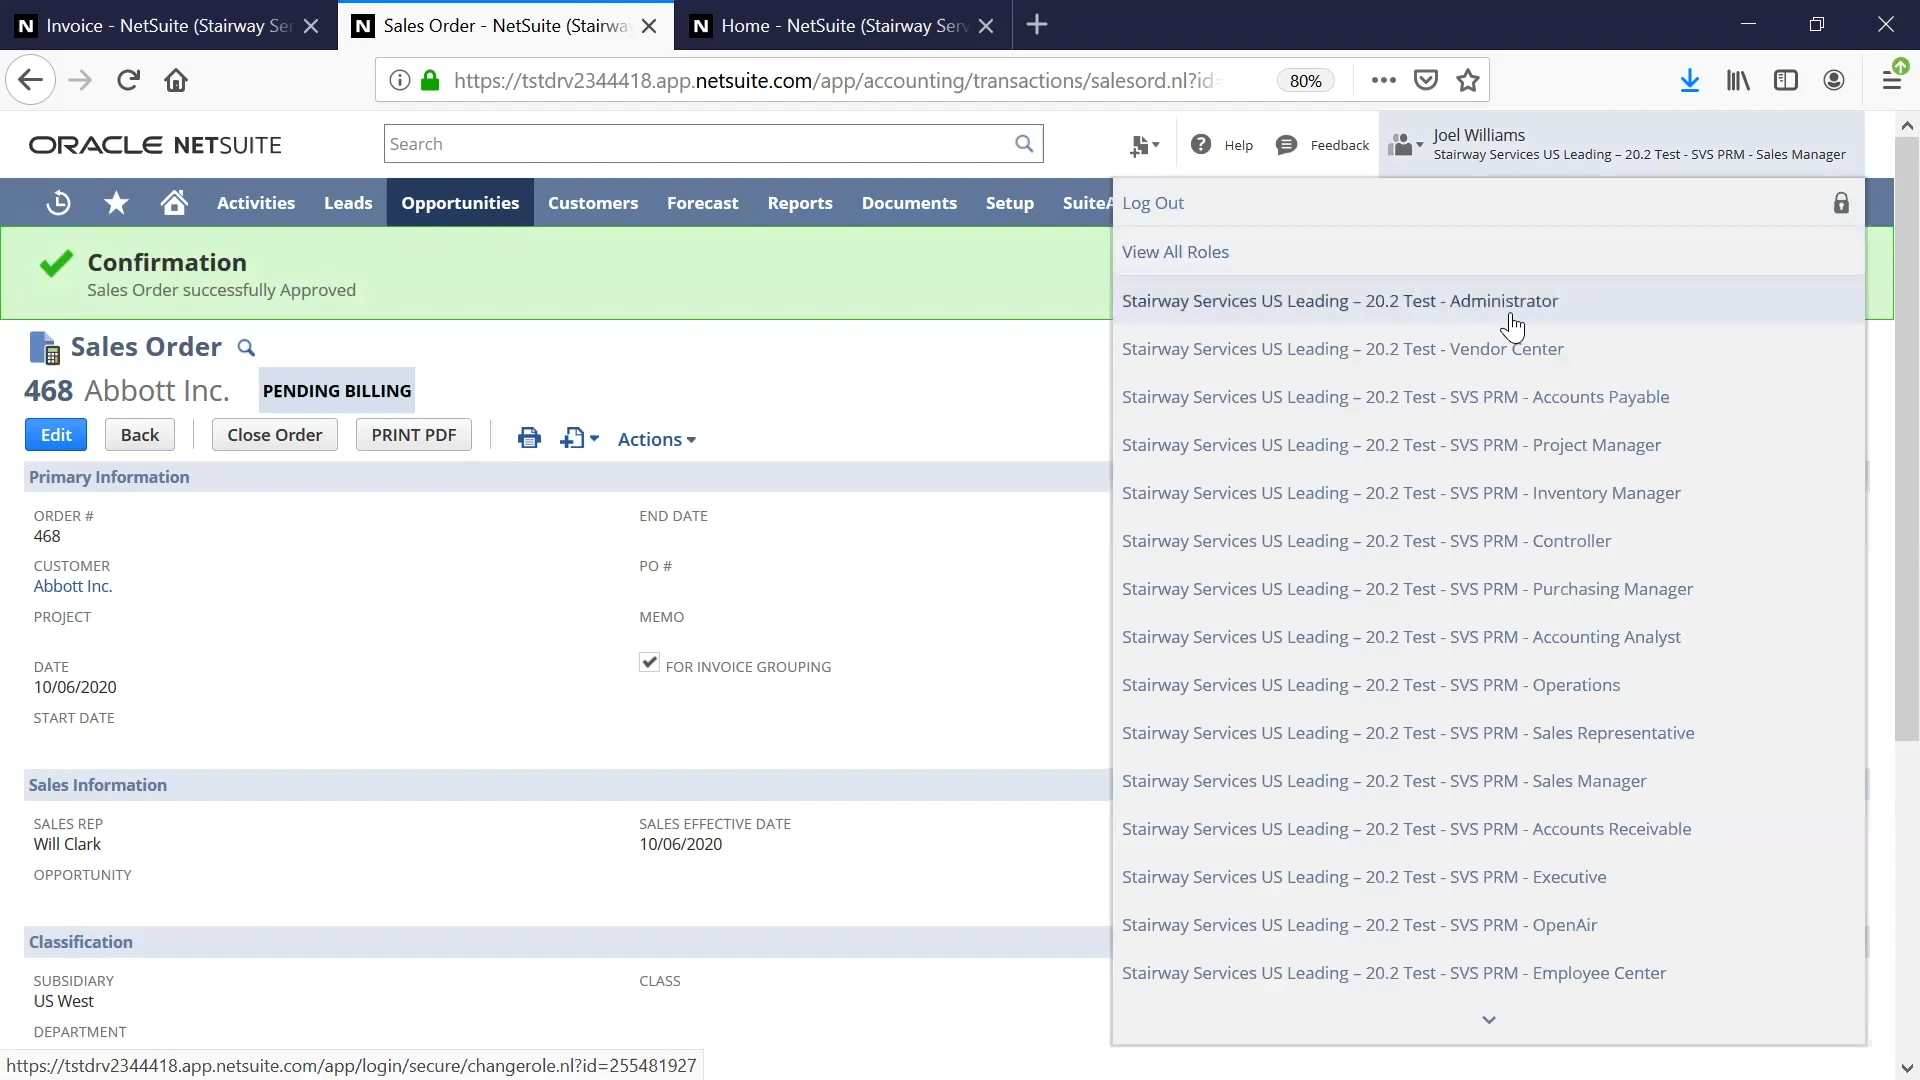 Invoice - NetSuite (Stairway Ser
Sales Order - NetSuite (Stairwa
Home - NetSuite (Stairway Serv
https://tstdrv2344418.app.netsuite.com/app/accounting/transactions/salesord.nl?id=
80%
ORACLE NETSUITE
Search
Help
Feedback
Joel Williams
Stairway Services US Leading – 20.2 Test - SVS PRM - Sales Manager
Activities
Leads
Opportunities
Customers
Forecast
Reports
Documents
Setup
SuiteA
Log Out
View All Roles
Stairway Services US Leading – 20.2 Test - Administrator
Stairway Services US Leading – 20.2 Test - Vendor Center
Stairway Services US Leading – 20.2 Test - SVS PRM - Accounts Payable
Stairway Services US Leading – 20.2 Test - SVS PRM - Project Manager
Stairway Services US Leading – 20.2 Test - SVS PRM - Inventory Manager
Stairway Services US Leading – 20.2 Test - SVS PRM - Controller
Stairway Services US Leading – 20.2 Test - SVS PRM - Purchasing Manager
Stairway Services US Leading – 20.2 Test - SVS PRM - Accounting Analyst
Stairway Services US Leading – 20.2 Test - SVS PRM - Operations
Stairway Services US Leading – 20.2 Test - SVS PRM - Sales Representative
Stairway Services US Leading – 20.2 Test - SVS PRM - Sales Manager
Stairway Services US Leading – 20.2 Test - SVS PRM - Accounts Receivable
Stairway Services US Leading – 20.2 Test - SVS PRM - Executive
Stairway Services US Leading – 20.2 Test - SVS PRM - OpenAir
Stairway Services US Leading – 20.2 Test - SVS PRM - Employee Center
Confirmation
Sales Order successfully Approved
Sales Order
468 Abbott Inc.
PENDING BILLING
Edit
Back
Close Order
PRINT PDF
Actions
Primary Information
ORDER #
468
CUSTOMER
Abbott Inc.
PROJECT
DATE
10/06/2020
START DATE
END DATE
PO #
MEMO
FOR INVOICE GROUPING
Sales Information
SALES REP
Will Clark
OPPORTUNITY
SALES EFFECTIVE DATE
10/06/2020
Classification
SUBSIDIARY
US West
DEPARTMENT
CLASS
https://tstdrv2344418.app.netsuite.com/app/login/secure/changerole.nl?id=255481927